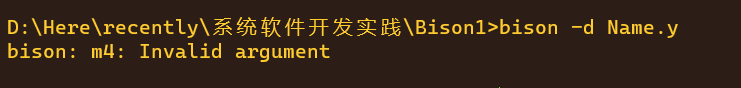 D:\Here\recently\系统软件开发实践\Bison1>bison -d Name.y
bison: m4: Invalid argument